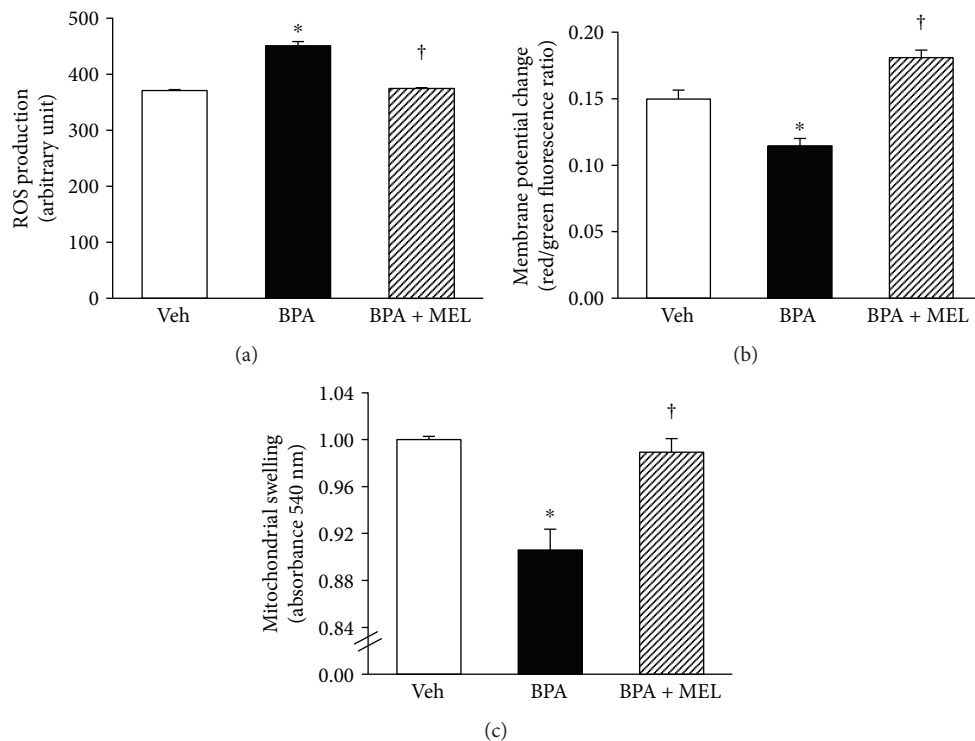 ROS production
(arbitrary unit)
500
400
300
200
100
0
*
†
Veh
BPA
BPA + MEL
(a)
Membrane potential change
(red/green fluorescence ratio)
0.20
0.15
0.10
0.05
0.00
*
†
Veh
BPA
BPA + MEL
(b)
Mitochondrial swelling
(absorbance 540 nm)
1.04
1.00
0.96
0.92
0.88
0.84
0.00
*
†
Veh
BPA
BPA + MEL
(c)